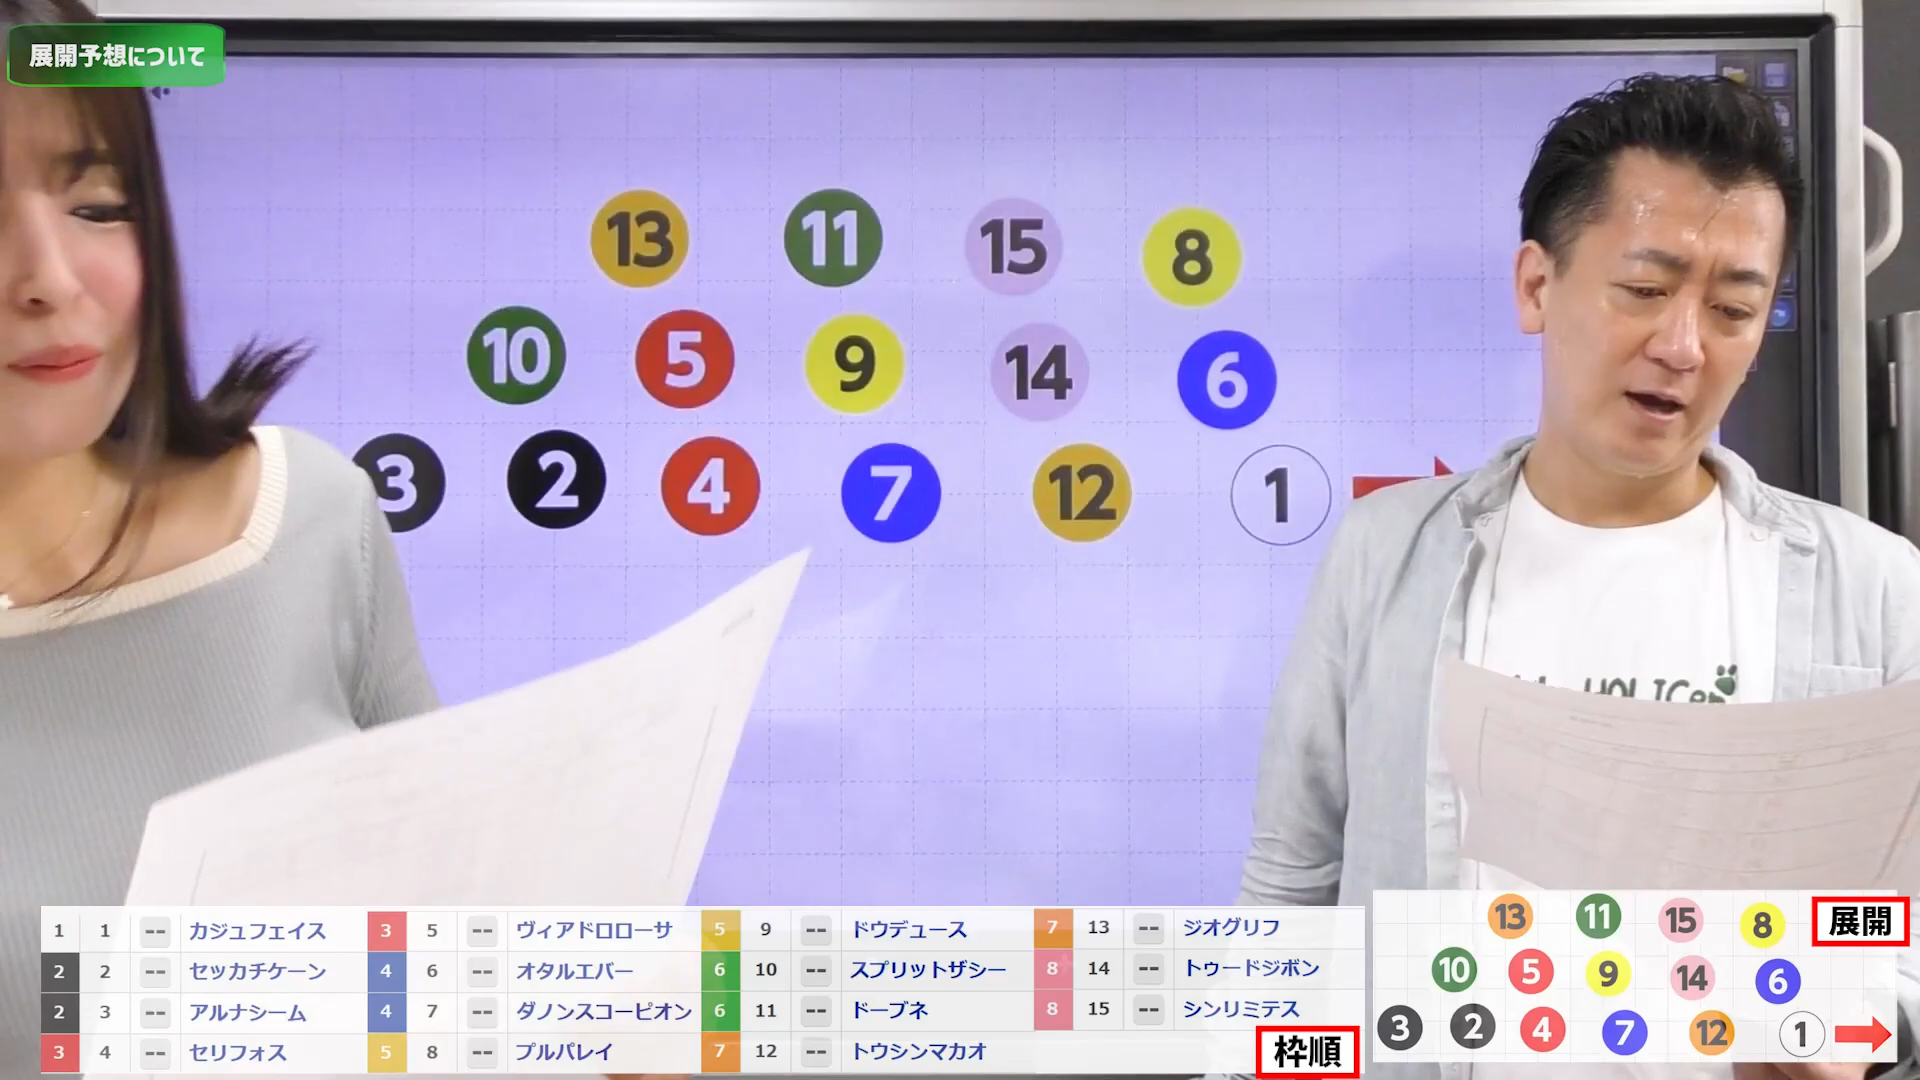 展開予想について
13 11 15 8
10 5 9 14 6
3 2 4 7 12 1
HOLICer
1 1 -- カジュフェイス 3 5 -- ヴィアドロローサ 5 9 -- ドウデュース 7 13 -- ジオグリフ
2 2 -- セッカチケーン 4 6 -- オタルエバー 6 10 -- スプリットザシー 8 14 -- トゥードジボン
2 3 -- アルナシーム 4 7 -- ダノンスコーピオン 6 11 -- ドーブネ 8 15 -- シンリミテス
3 4 -- セリフォス 5 8 -- プルパレイ 7 12 -- トウシンマカオ
枠順
13 11 15 8
展開
10 5 9 14 6
3 2 4 7 12 1